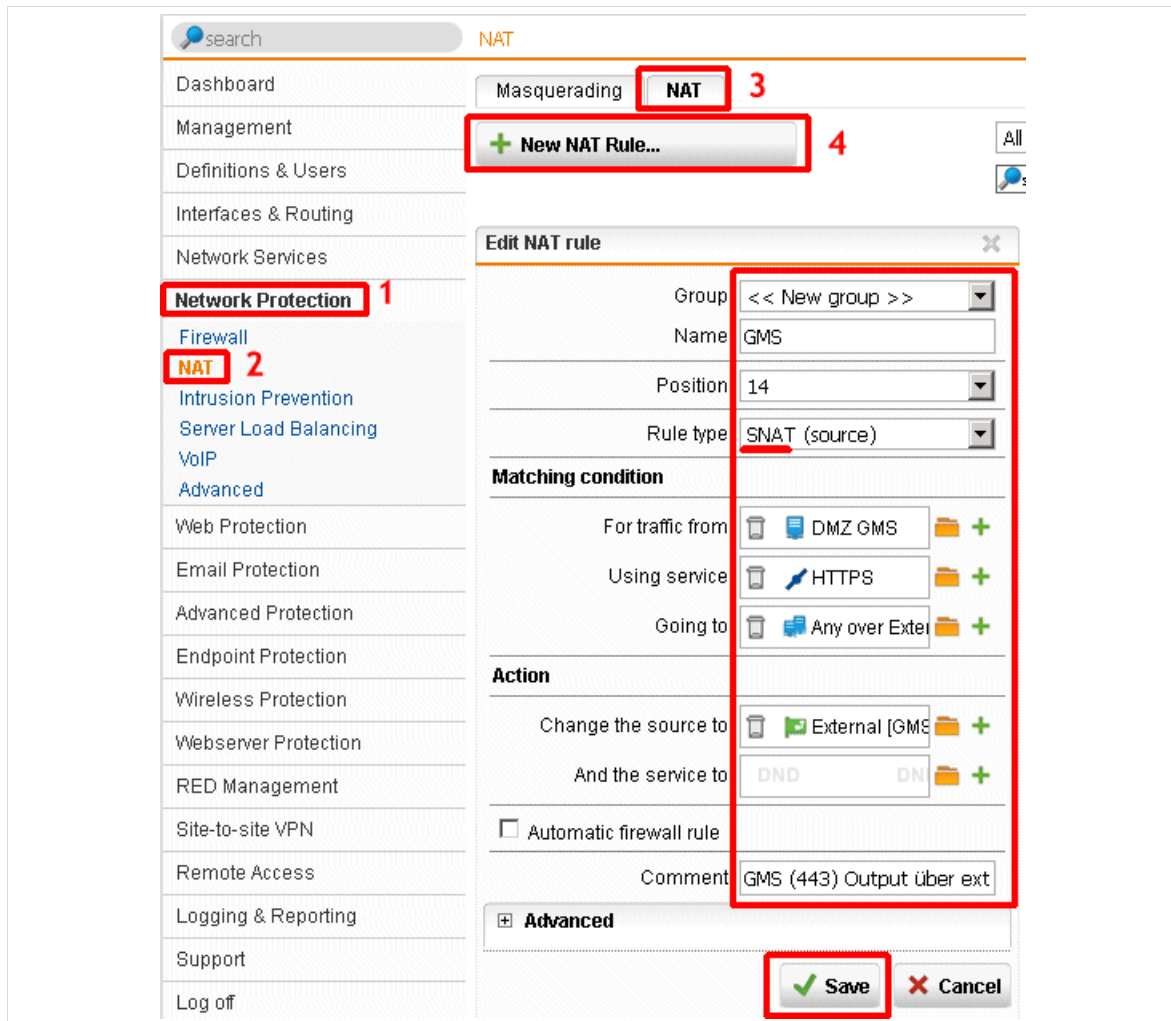 search
NAT
Dashboard
Management
Definitions & Users
Interfaces & Routing
Network Services
Network Protection 1
Firewall
NAT 2
Intrusion Prevention
Server Load Balancing
VoIP
Advanced
Web Protection
Email Protection
Advanced Protection
Endpoint Protection
Wireless Protection
Webserver Protection
RED Management
Site-to-site VPN
Remote Access
Logging & Reporting
Support
Log off
Masquerading NAT 3
+ New NAT Rule... 4
All
Edit NAT rule
Group << New group >>
Name GMS
Position 14
Rule type SNAT (source)
Matching condition
For traffic from DMZ GMS
Using service HTTPS
Going to Any over Exter
Action
Change the source to External [GMS
And the service to DND DN
Automatic firewall rule
Comment GMS (443) Output über ext
Advanced
Save Cancel